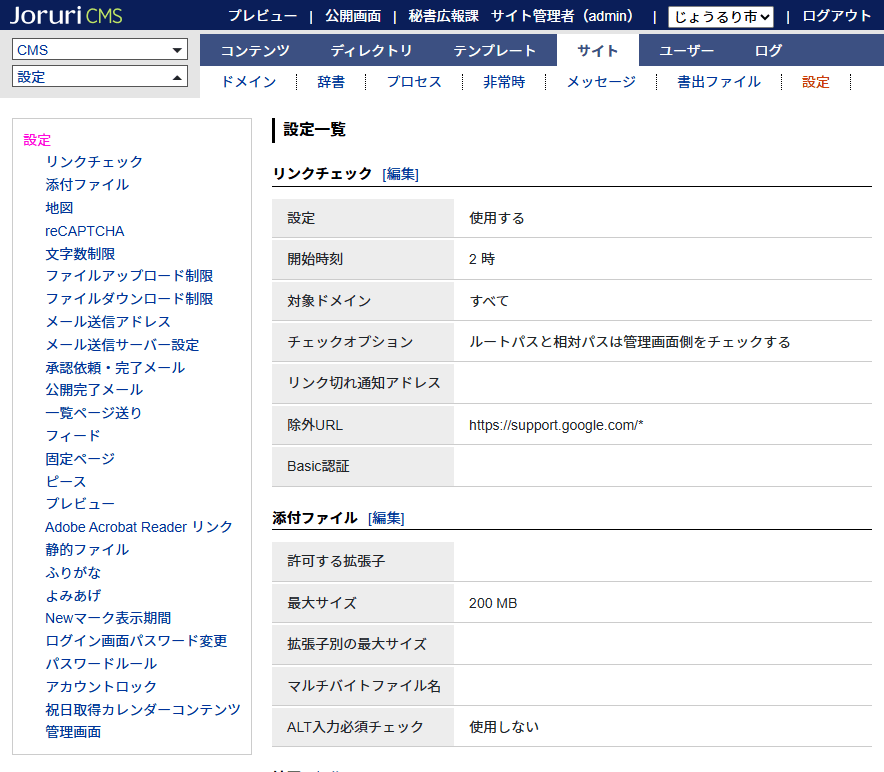 Joruri CMS プレビュー | 公開画面 | 秘書広報課 サイト管理者（admin） | じょうるり市 | ログアウト
CMS
設定
コンテンツ ディレクトリ テンプレート サイト ユーザー ログ
ドメイン 辞書 プロセス 非常時 メッセージ 書出ファイル 設定
設定
リンクチェック
添付ファイル
地図
reCAPTCHA
文字数制限
ファイルアップロード制限
ファイルダウンロード制限
メール送信アドレス
メール送信サーバー設定
承認依頼・完了メール
公開完了メール
一覧ページ送り
フィード
固定ページ
ピース
プレビュー
Adobe Acrobat Reader リンク
静的ファイル
ふりがな
よみあげ
Newマーク表示期間
ログイン画面パスワード変更
パスワードルール
アカウントロック
祝日取得カレンダーコンテンツ
管理画面
設定一覧
リンクチェック [編集]
設定 使用する
開始時刻 2 時
対象ドメイン すべて
チェックオプション ルートパスと相対パスは管理画面側をチェックする
リンク切れ通知アドレス
除外URL https://support.google.com/*
Basic認証
添付ファイル [編集]
許可する拡張子
最大サイズ 200 MB
拡張子別の最大サイズ
マルチバイトファイル名
ALT入力必須チェック 使用しない